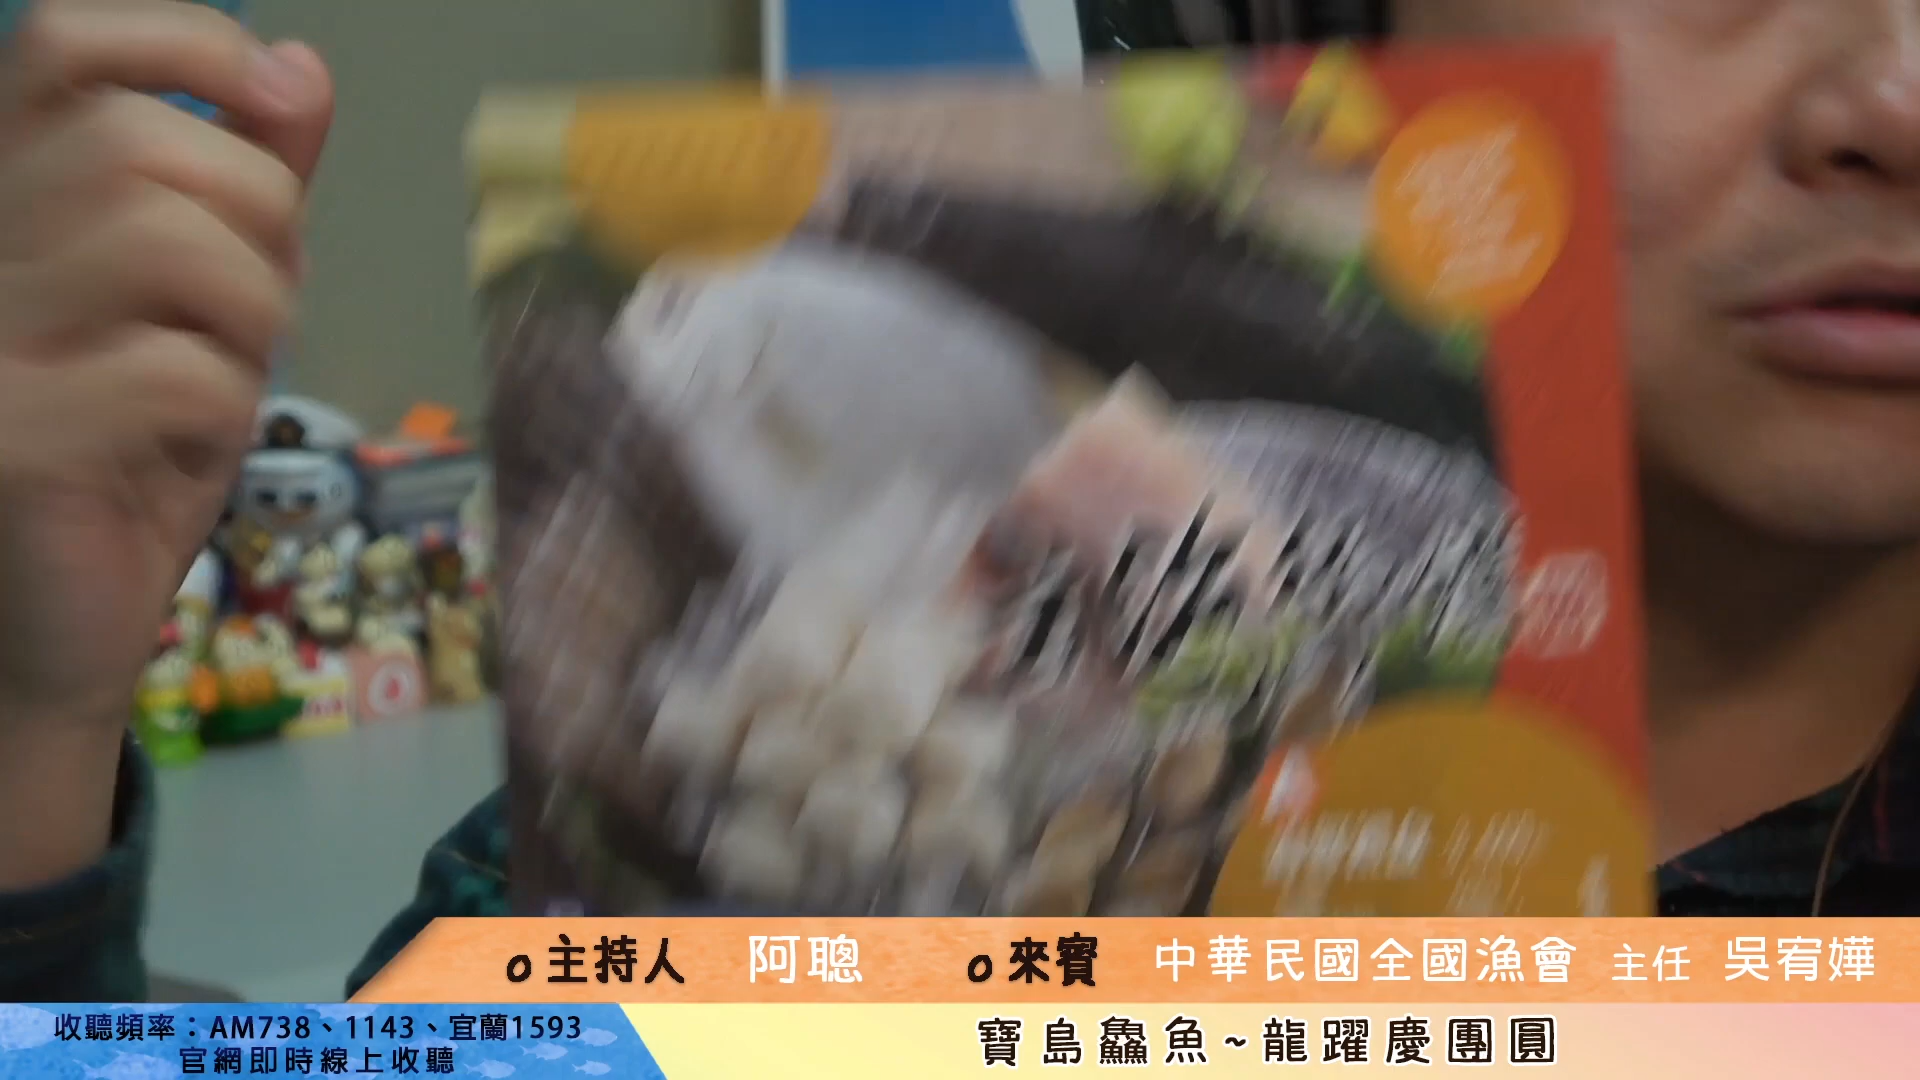 主持人 阿聰 來賓 中華民國全國漁會 主任 吳宥嬅
收聽頻率：AM738、1143、宜蘭1593
官網即時線上收聽
寶島鱻魚~龍躍慶團圓